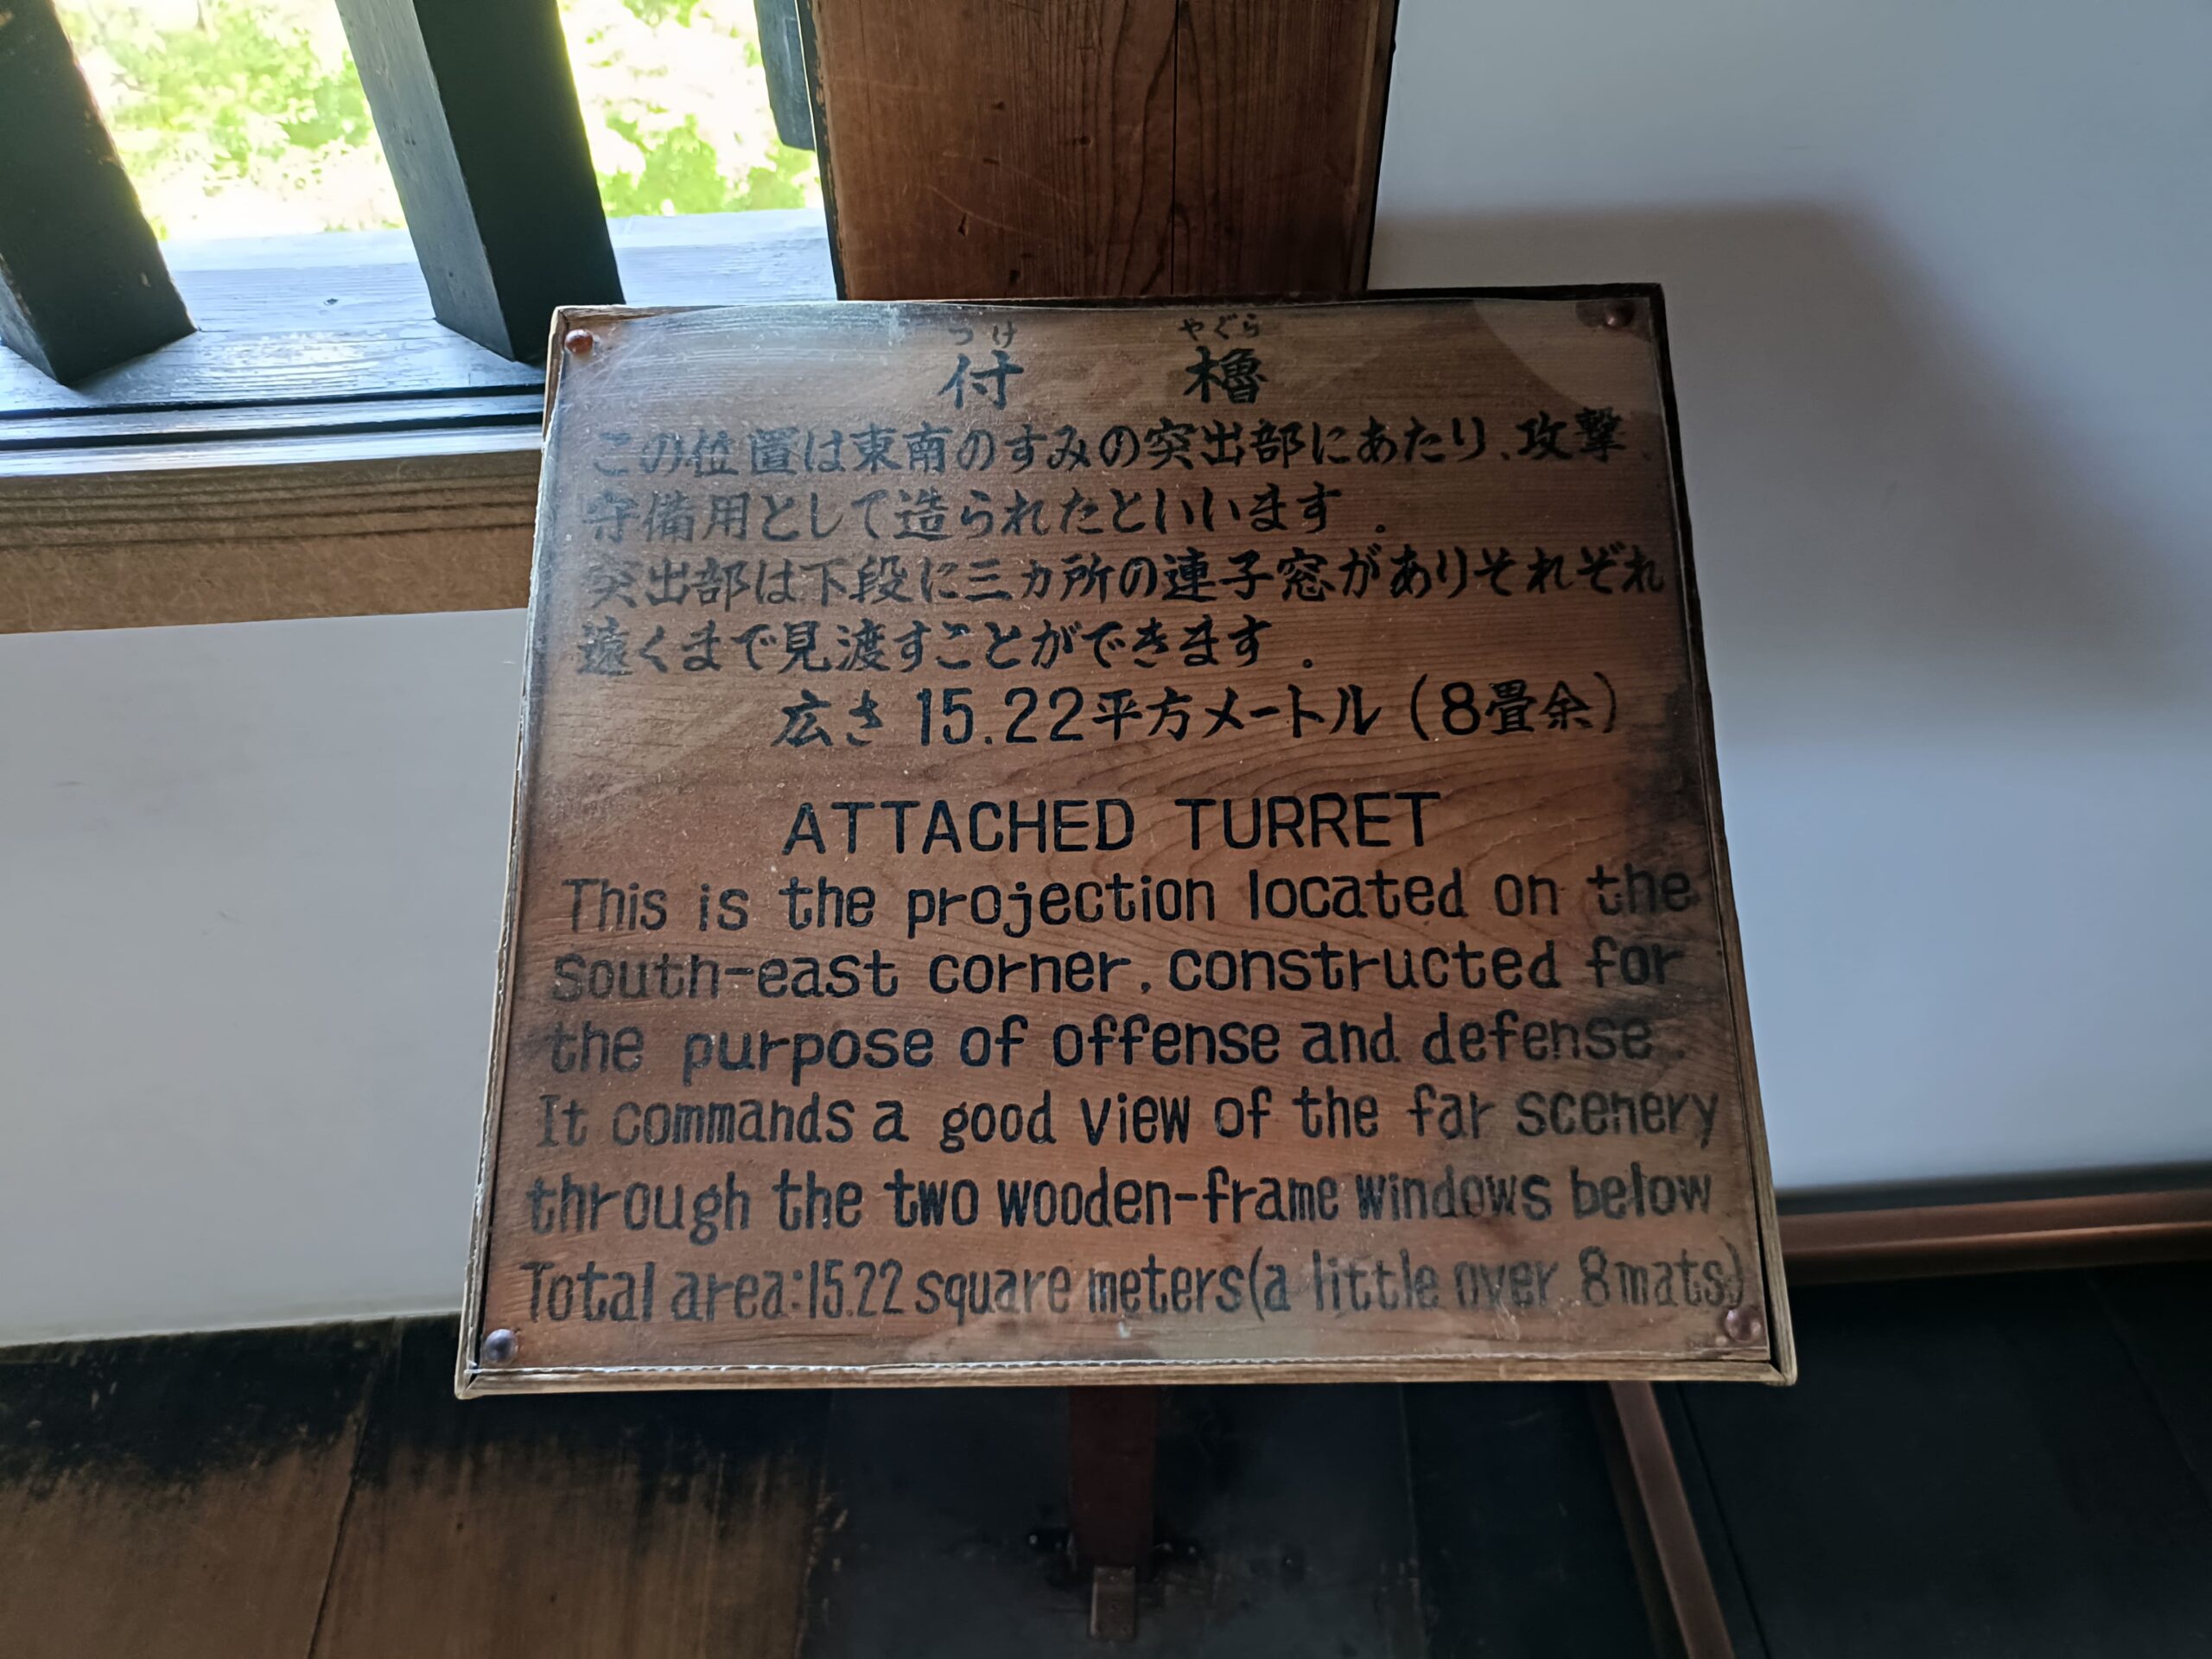 つけ やぐら
付 櫓
この位置は東南のすみの突出部にあたり、攻撃、
守備用として造られたといいます。
突出部は下段に三カ所の連子窓がありそれぞれ
遠くまで見渡すことができます。
広さ 15.22平方メートル(8畳余)
ATTACHED TURRET
This is the projection located on the
South-east corner, constructed for
the purpose of offense and defense.
It commands a good view of the far scenery
through the two wooden-frame windows below
Total area:15.22 square meters(a little over 8mats)